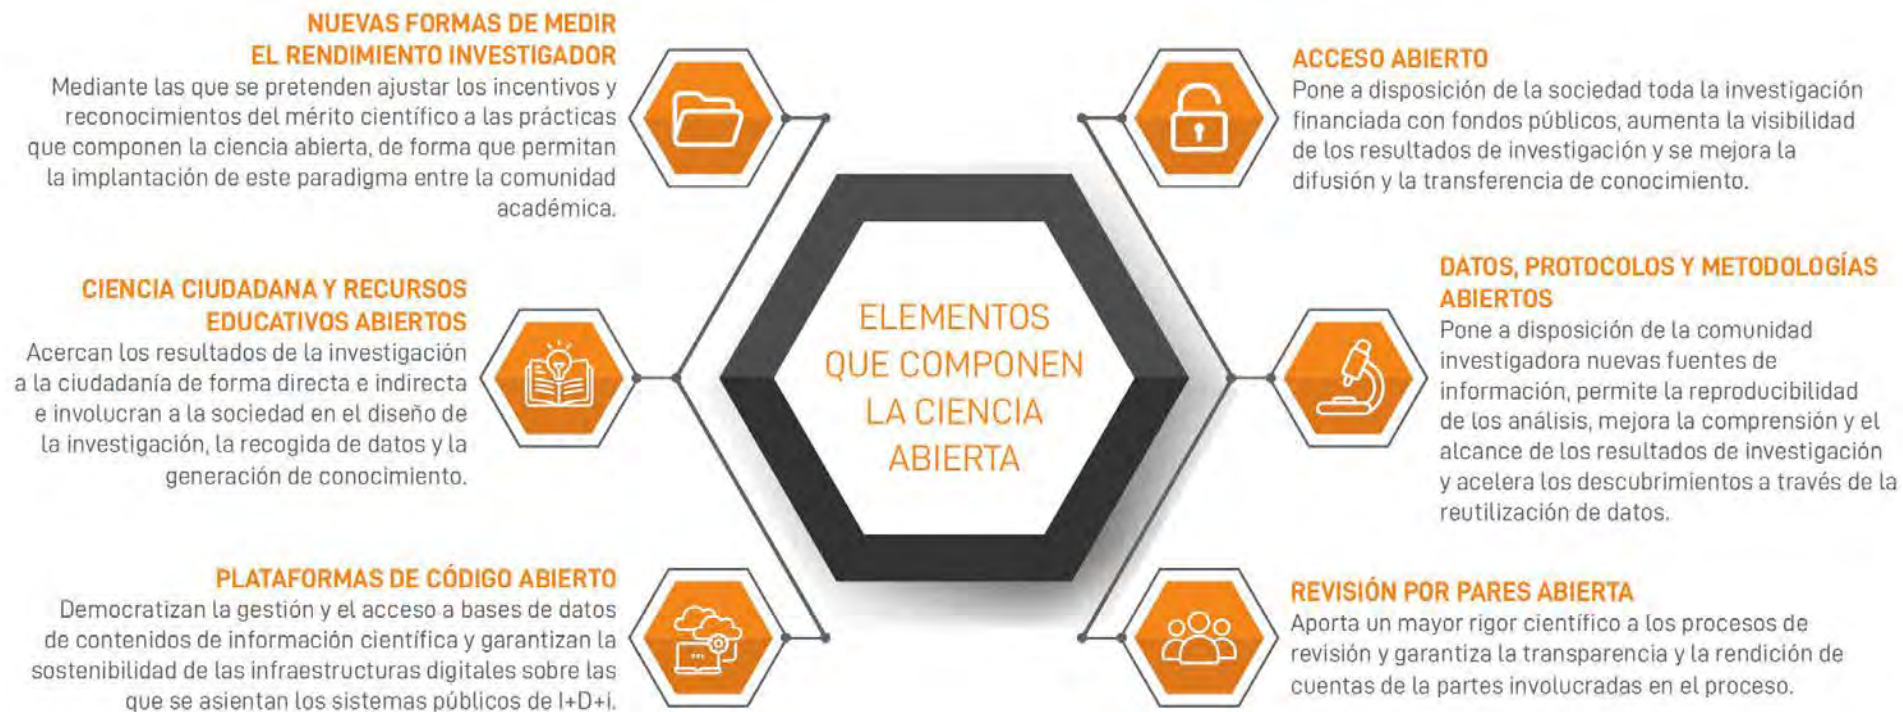 NUEVAS FORMAS DE MEDIR
EL RENDIMIENTO INVESTIGADOR
Mediante las que se pretenden ajustar los incentivos y
reconocimientos del mérito científico a las prácticas
que componen la ciencia abierta, de forma que permitan
la implantación de este paradigma entre la comunidad
académica.
CIENCIA CIUDADANA Y RECURSOS
EDUCATIVOS ABIERTOS
Acercan los resultados de la investigación
a la ciudadanía de forma directa e indirecta
e involucran a la sociedad en el diseño de
la investigación, la recogida de datos y la
generación de conocimiento.
PLATAFORMAS DE CÓDIGO ABIERTO
Democratizan la gestión y el acceso a bases de datos
de contenidos de información científica y garantizan la
sostenibilidad de las infraestructuras digitales sobre las
que se asientan los sistemas públicos de I+D+i.
ELEMENTOS
QUE COMPONEN
LA CIENCIA
ABIERTA
ACCESO ABIERTO
Pone a disposición de la sociedad toda la investigación
financiada con fondos públicos, aumenta la visibilidad
de los resultados de investigación y se mejora la
difusión y la transferencia de conocimiento.
DATOS, PROTOCOLOS Y METODOLOGÍAS
ABIERTOS
Pone a disposición de la comunidad
investigadora nuevas fuentes de
información, permite la reproducibilidad
de los análisis, mejora la comprensión y el
alcance de los resultados de investigación
y acelera los descubrimientos a través de la
reutilización de datos.
REVISIÓN POR PARES ABIERTA
Aporta un mayor rigor científico a los procesos de
revisión y garantiza la transparencia y la rendición de
cuentas de la partes involucradas en el proceso.